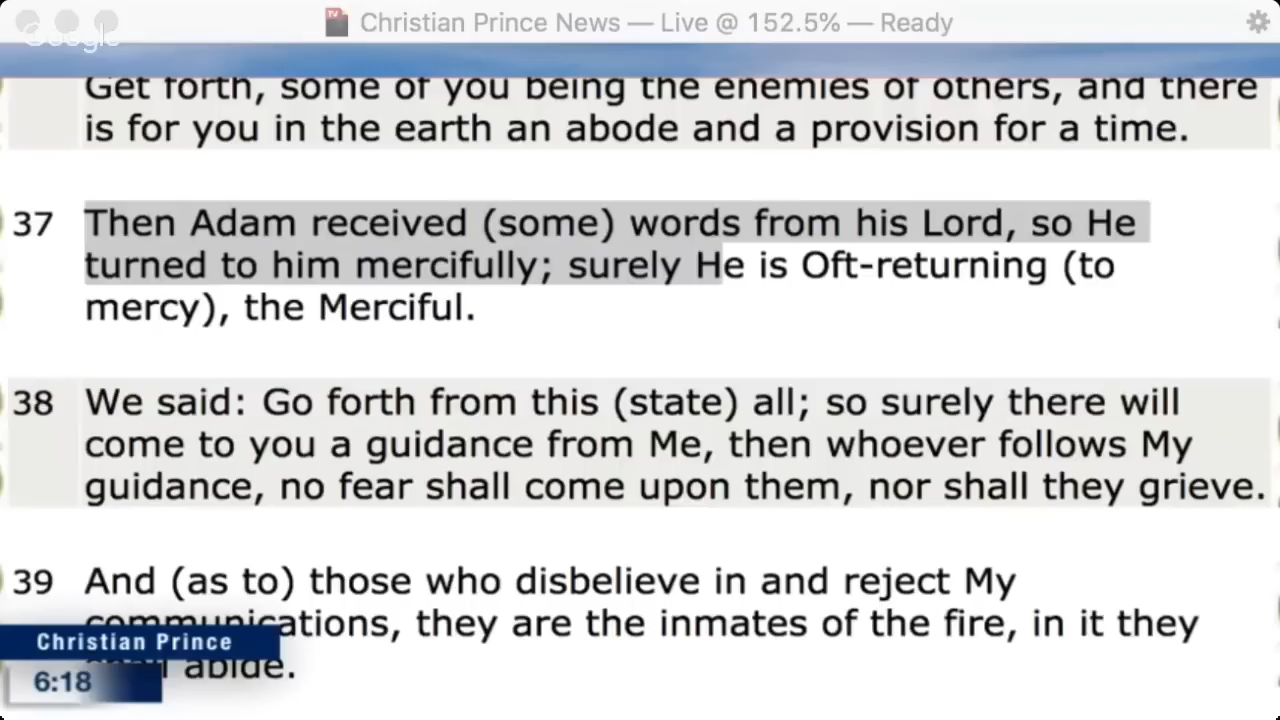 Christian Prince News — Live @ 152.5% — Ready
Google
Get forth, some of you being the enemies of others, and there
is for you in the earth an abode and a provision for a time.
37 Then Adam received (some) words from his Lord, so He
turned to him mercifully; surely He is Oft-returning (to
mercy), the Merciful.
38 We said: Go forth from this (state) all; so surely there will
come to you a guidance from Me, then whoever follows My
guidance, no fear shall come upon them, nor shall they grieve.
39 And (as to) those who disbelieve in and reject My
communications, they are the inmates of the fire, in it they
shall abide.
Christian Prince
6:18